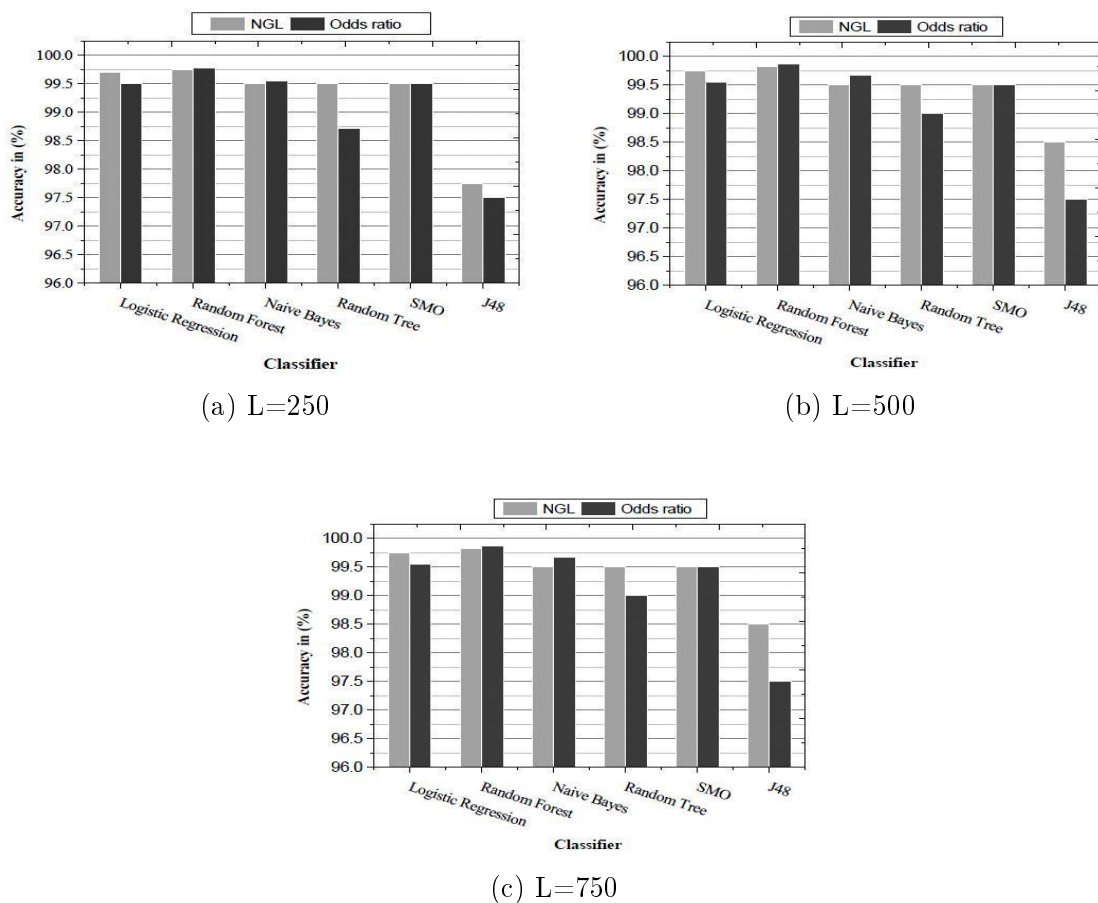 NGL Odds ratio
100.0
99.5
99.0
98.5
98.0
97.5
97.0
96.5
96.0
Accuracy in (%)
Logistic Regression
Random Forest
Naive Bayes
Random Tree
SMO
J48
Classifier
(a) L=250
NGL Odds ratio
100.0
99.5
99.0
98.5
98.0
97.5
97.0
96.5
96.0
Accuracy in (%)
Logistic Regression
Random Forest
Naive Bayes
Random Tree
SMO
J48
Classifier
(b) L=500
NGL Odds ratio
100.0
99.5
99.0
98.5
98.0
97.5
97.0
96.5
96.0
Accuracy in (%)
Logistic Regression
Random Forest
Naive Bayes
Random Tree
SMO
J48
Classifier
(c) L=750